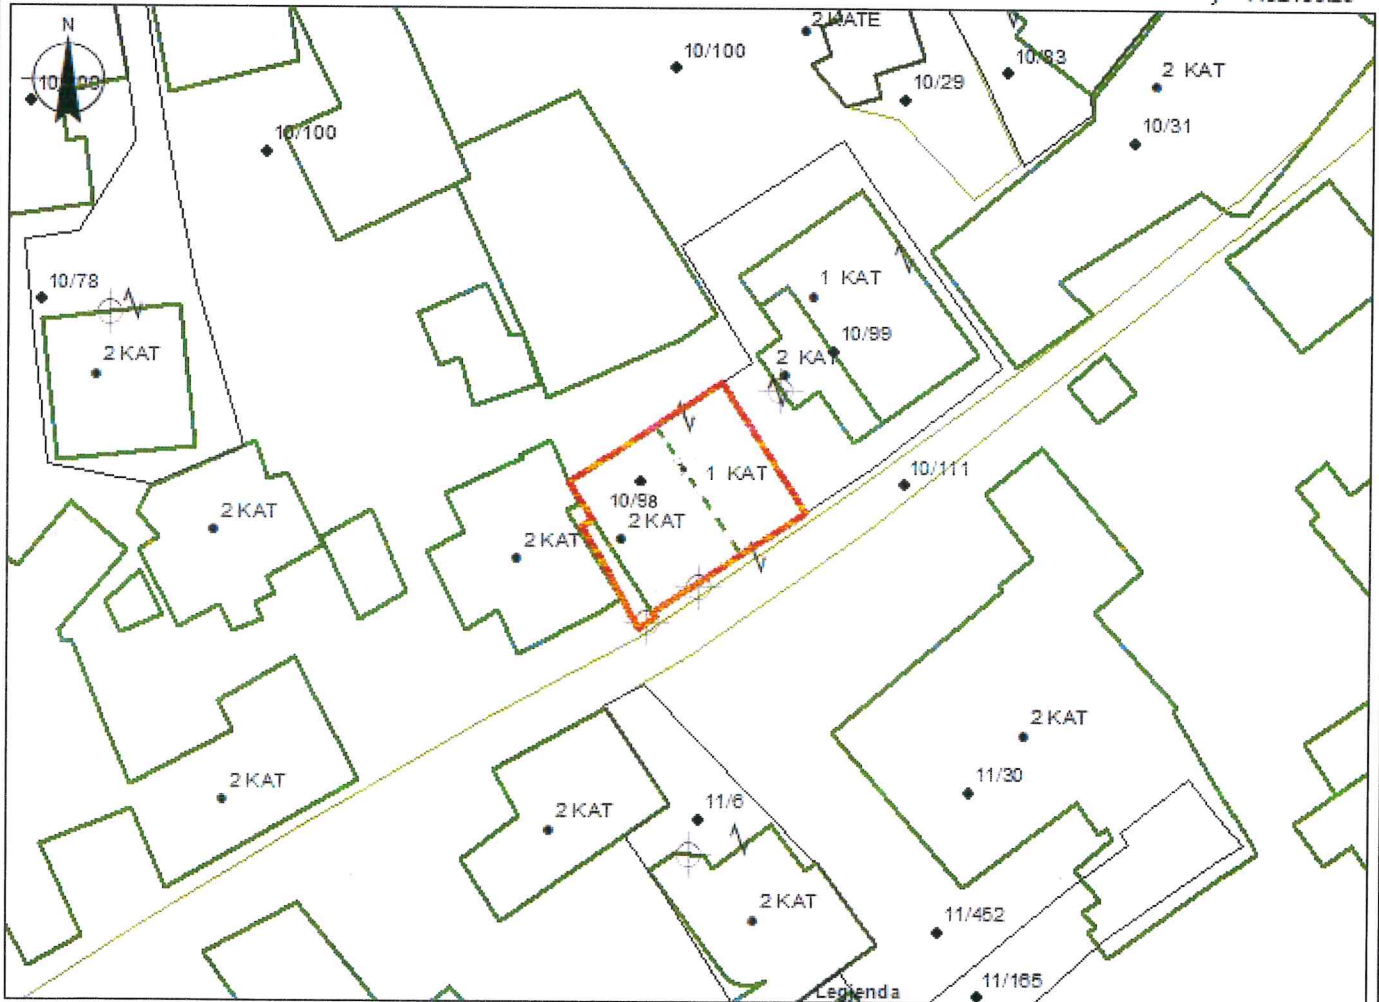 N
2 KATE
10/100
10/83
2 KAT
10/29
10/100
10/31
10/78
1 KAT
10/99
2 KAT
2 KAT
1 KAT
10/111
10/98
2 KAT
2 KAT
2 KAT
2 KAT
11/30
2 KAT
2 KAT
11/6
2 KAT
11/452
11/165
Legjenda